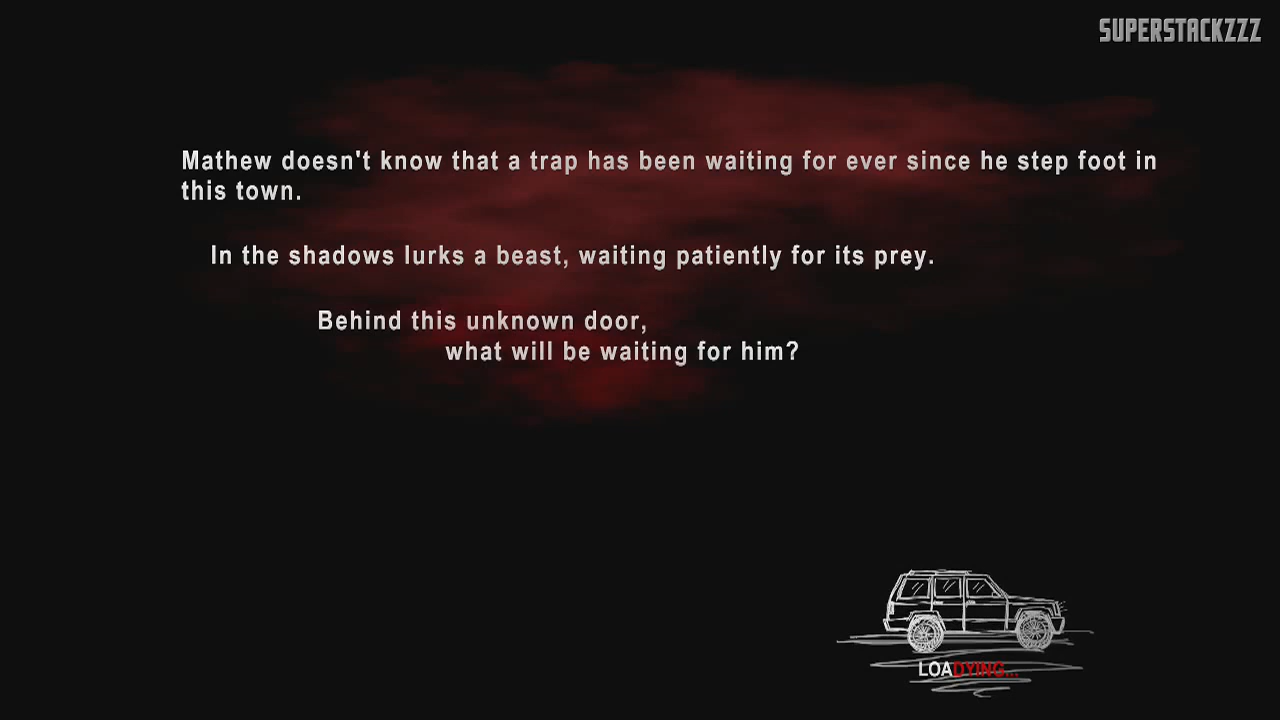 SUPERSTACKZZZ
Mathew doesn't know that a trap has been waiting for ever since he step foot in
this town.
In the shadows lurks a beast, waiting patiently for its prey.
Behind this unknown door,
what will be waiting for him?
LOADYING...